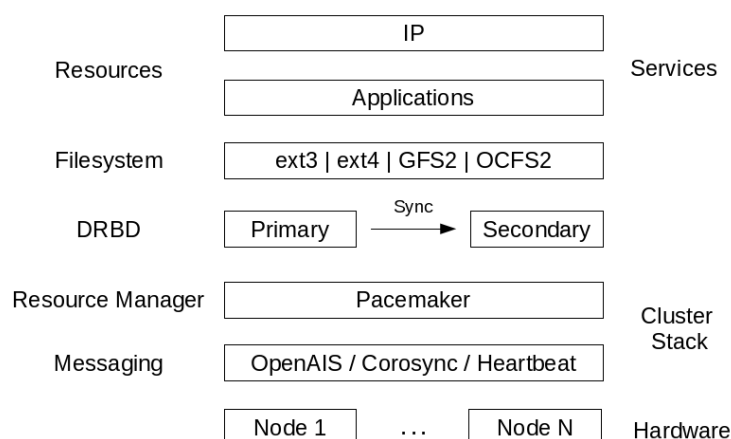 IP
Resources
Services
Applications
Filesystem
ext3 | ext4 | GFS2 | OCFS2
Sync
DRBD
Primary
Secondary
Resource Manager
Pacemaker
Cluster
Stack
Messaging
OpenAIS / Corosync / Heartbeat
Node 1
. . .
Node N
Hardware